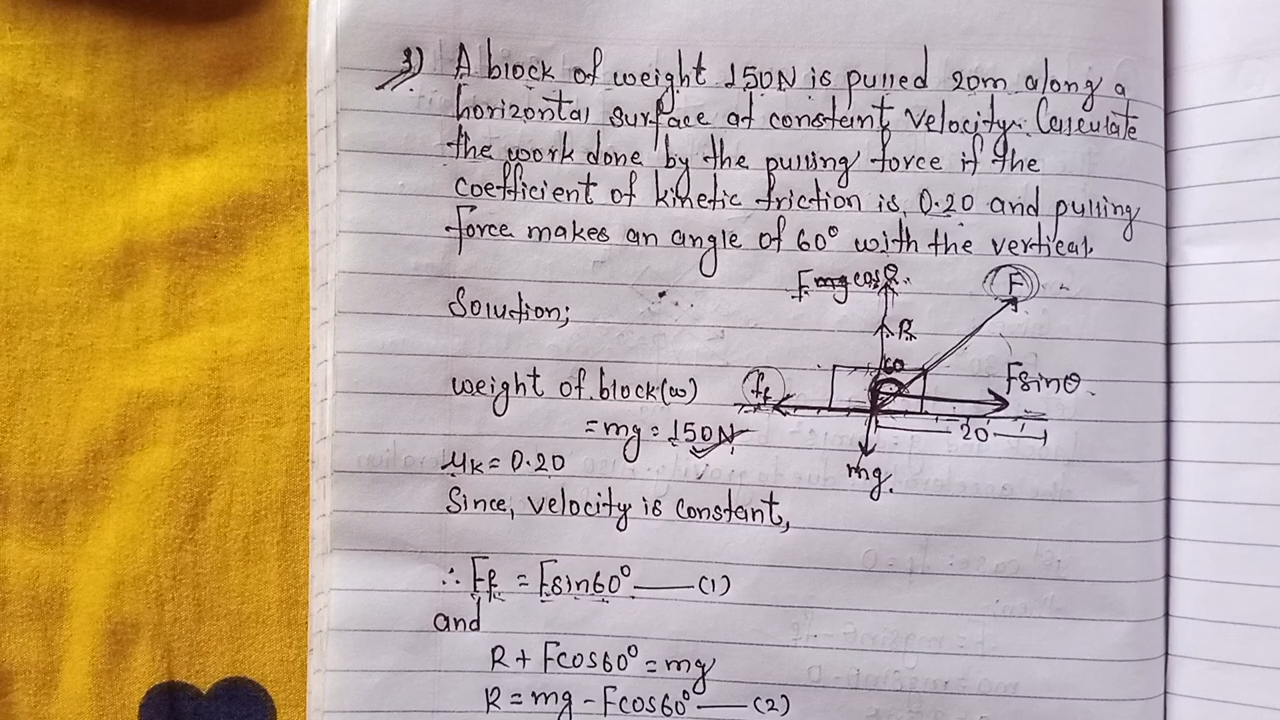 3) A block of weight 150N is pulled 20m along a
horizontal surface at constant velocity. Calculate
the work done by the pulling force if the
coefficient of kinetic friction is 0.20 and pulling
force makes an angle of 60° with the vertical.
Solution;
F cosθ
F
R
60
Fsinθ
weight of block(w)
= mg = 150N
20
mg.
μk = 0.20
Since, velocity is constant,
∴ Ff = Fsin60° —— (1)
and
R + Fcos60° = mg
R = mg - Fcos60° —— (2)